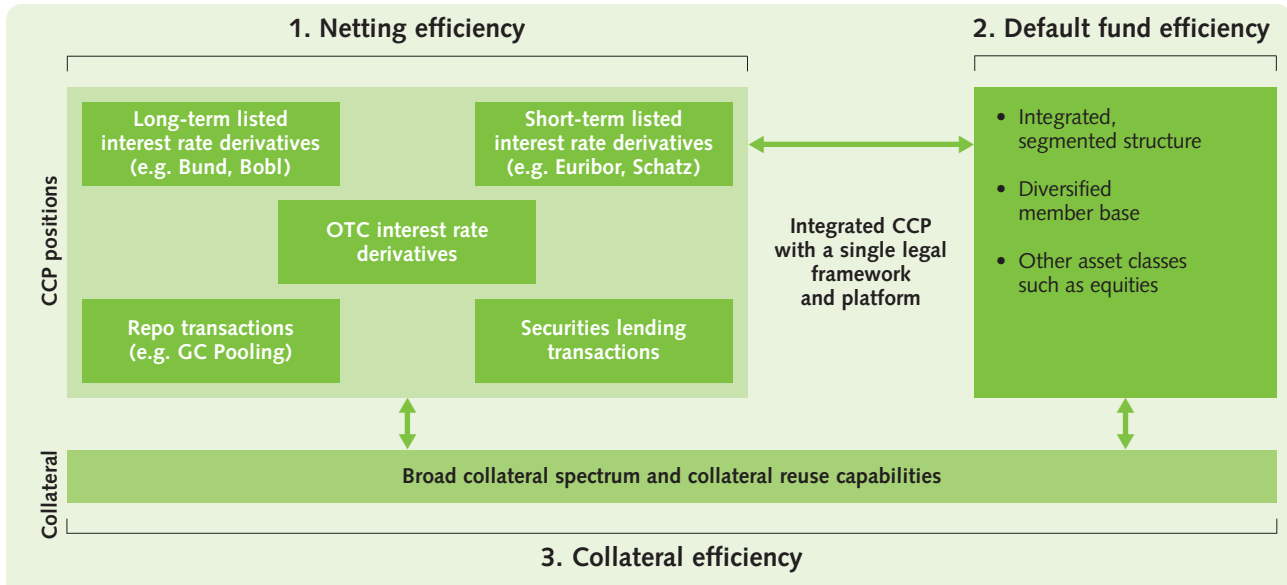 1. Netting efficiency
2. Default fund efficiency
CCP positions
Long-term listed
interest rate derivatives
(e.g. Bund, Bobl)
Short-term listed
interest rate derivatives
(e.g. Euribor, Schatz)
OTC interest rate
derivatives
Repo transactions
(e.g. GC Pooling)
Securities lending
transactions
Integrated CCP
with a single legal
framework
and platform
• Integrated,
segmented structure
• Diversified
member base
• Other asset classes
such as equities
Collateral
Broad collateral spectrum and collateral reuse capabilities
3. Collateral efficiency